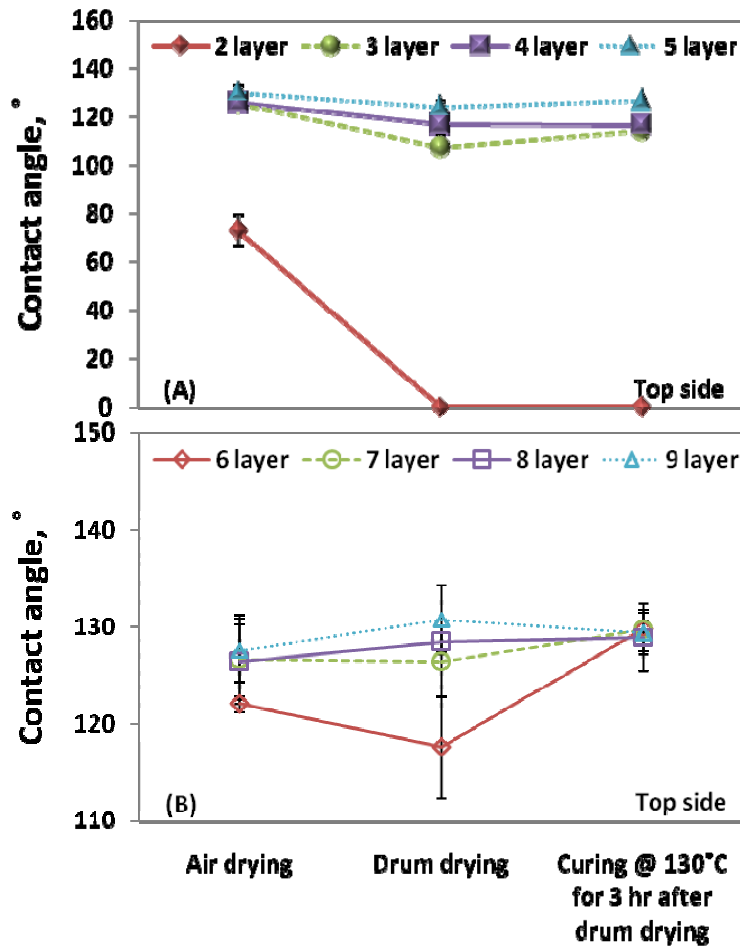 160
140
120
100
80
60
40
20
0
Contact angle, °
2 layer 3 layer 4 layer 5 layer
(A) Top side
150
140
130
120
110
Contact angle, °
6 layer 7 layer 8 layer 9 layer
(B) Top side
Air drying Drum drying Curing @ 130°C
for 3 hr after
drum drying